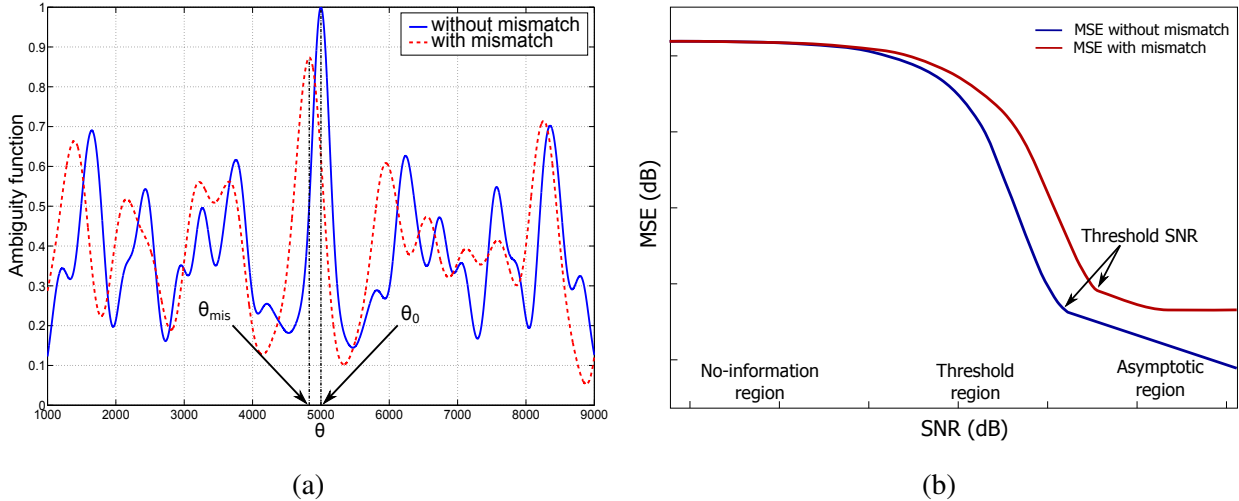 1
0.9
0.8
0.7
0.6
0.5
0.4
0.3
0.2
0.1
0
Ambiguity function
without mismatch
with mismatch
θmis
θ0
1000 2000 3000 4000 5000 6000 7000 8000 9000
θ
(a)
MSE (dB)
MSE without mismatch
MSE with mismatch
Threshold SNR
No-information
region
Threshold
region
Asymptotic
region
SNR (dB)
(b)